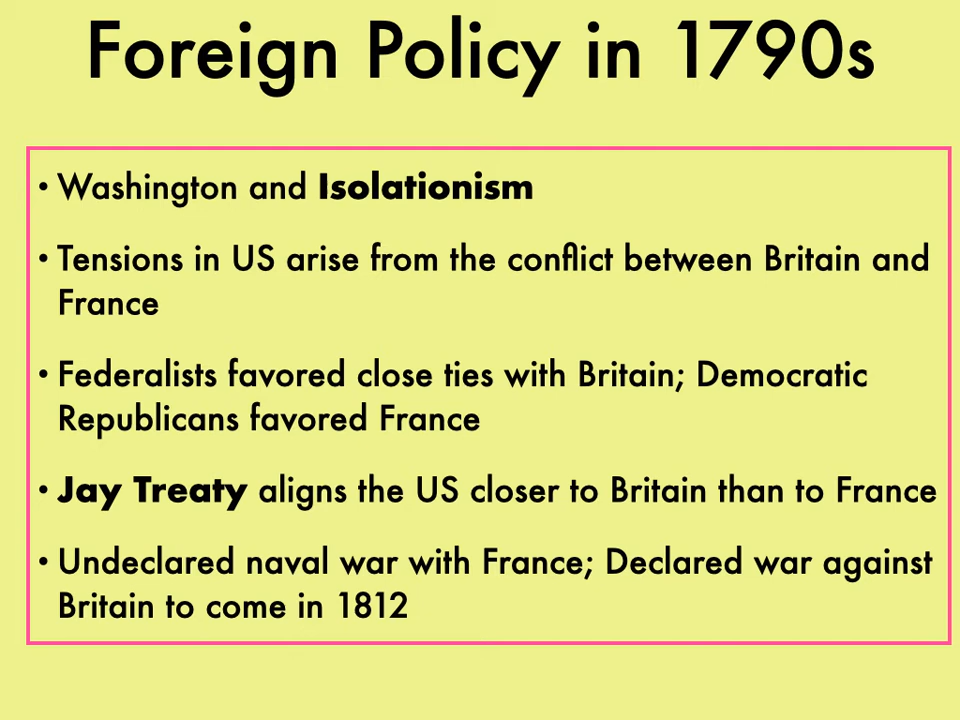 Foreign Policy in 1790s
• Washington and Isolationism
• Tensions in US arise from the conflict between Britain and
France
• Federalists favored close ties with Britain; Democratic
Republicans favored France
• Jay Treaty aligns the US closer to Britain than to France
• Undeclared naval war with France; Declared war against
Britain to come in 1812